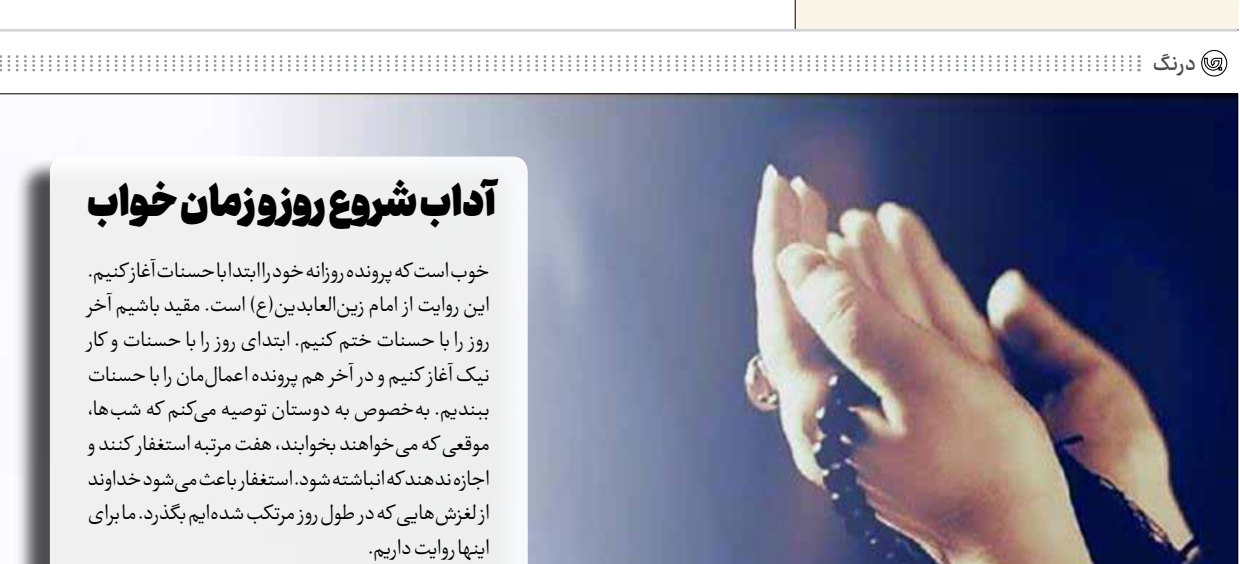 درنگ
آداب شروع روز و زمان خواب
خوب است که پرونده روزانه خود را ابتدا با حسنات آغاز کنیم.
این روایت از امام زین‌العابدین(ع) است. مقید باشیم آخر
روز را با حسنات ختم کنیم. ابتدای روز را با حسنات و کار
نیک آغاز کنیم و در آخر هم پرونده اعمال‌مان را با حسنات
ببندیم. به‌خصوص به دوستان توصیه می‌کنم که شب‌ها،
موقعی که می‌خواهند بخوابند، هفت مرتبه استغفار کنند و
اجازه ندهند که انباشته شود. استغفار باعث می‌شود خداوند
از لغزش‌هایی که در طول روز مرتکب شده‌ایم بگذرد. ما برای
اینها روایت داریم.